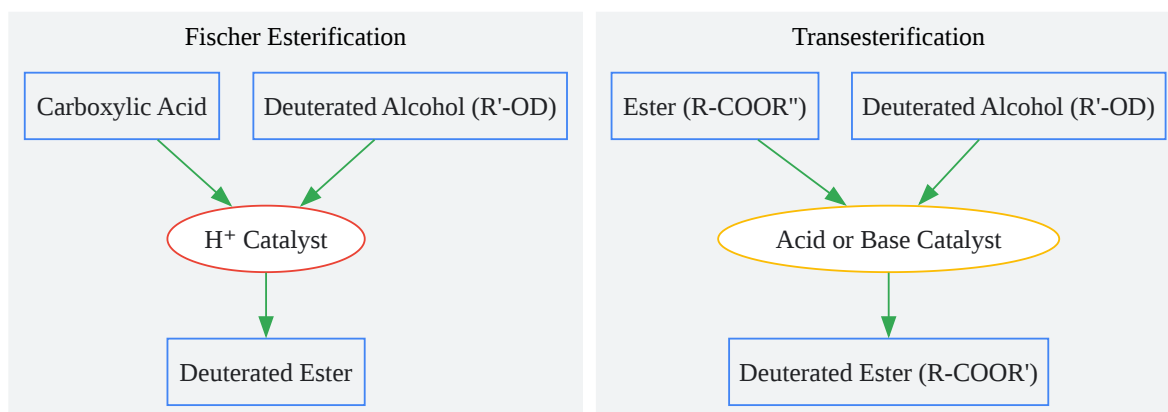 Fischer Esterification
Carboxylic Acid
Deuterated Alcohol (R'-OD)
H⁺ Catalyst
Deuterated Ester
Transesterification
Ester (R-COOR")
Deuterated Alcohol (R'-OD)
Acid or Base Catalyst
Deuterated Ester (R-COOR')